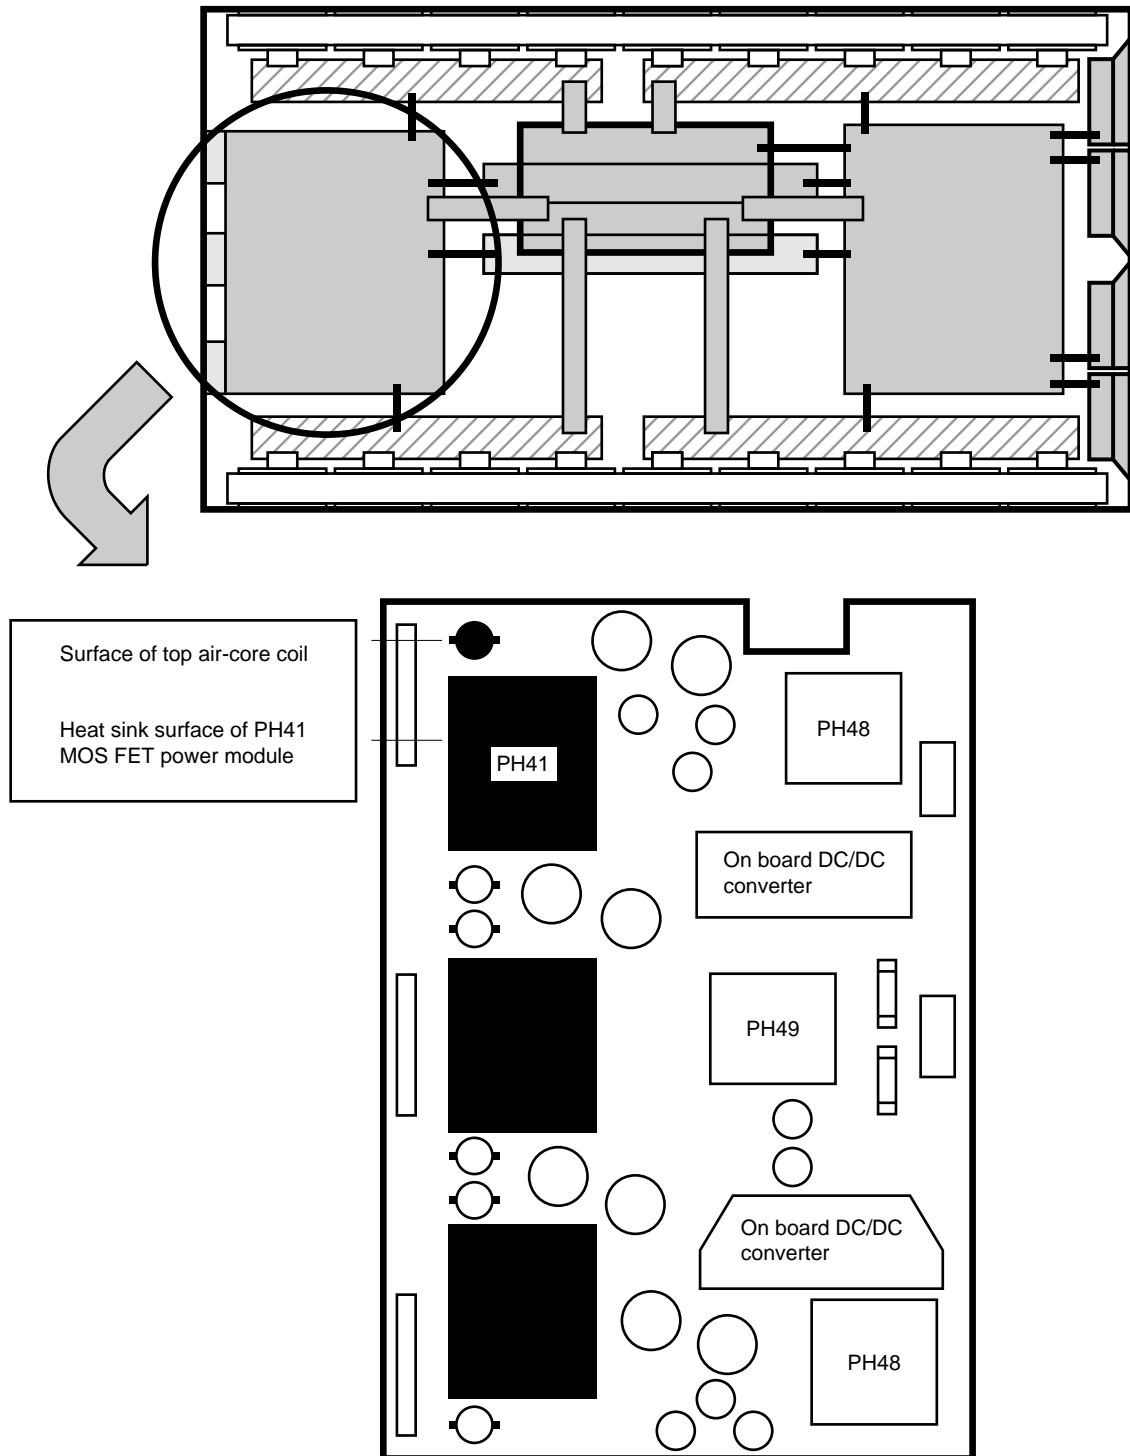 Surface of top air-core coil
Heat sink surface of PH41
MOS FET power module
PH41
PH48
On board DC/DC
converter
PH49
On board DC/DC
converter
PH48